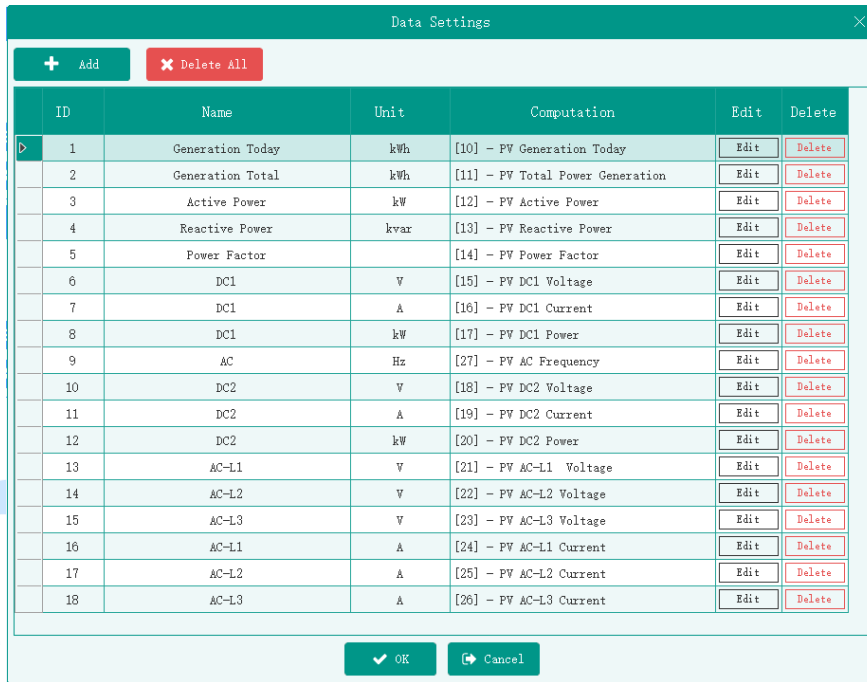 Data Settings
Add Delete All
ID Name Unit Computation Edit Delete
1 Generation Today kWh [10] - PV Generation Today Edit Delete
2 Generation Total kWh [11] - PV Total Power Generation Edit Delete
3 Active Power kW [12] - PV Active Power Edit Delete
4 Reactive Power kvar [13] - PV Reactive Power Edit Delete
5 Power Factor [14] - PV Power Factor Edit Delete
6 DC1 V [15] - PV DC1 Voltage Edit Delete
7 DC1 A [16] - PV DC1 Current Edit Delete
8 DC1 kW [17] - PV DC1 Power Edit Delete
9 AC Hz [27] - PV AC Frequency Edit Delete
10 DC2 V [18] - PV DC2 Voltage Edit Delete
11 DC2 A [19] - PV DC2 Current Edit Delete
12 DC2 kW [20] - PV DC2 Power Edit Delete
13 AC-L1 V [21] - PV AC-L1  Voltage Edit Delete
14 AC-L2 V [22] - PV AC-L2 Voltage Edit Delete
15 AC-L3 V [23] - PV AC-L3 Voltage Edit Delete
16 AC-L1 A [24] - PV AC-L1 Current Edit Delete
17 AC-L2 A [25] - PV AC-L2 Current Edit Delete
18 AC-L3 A [26] - PV AC-L3 Current Edit Delete
OK Cancel